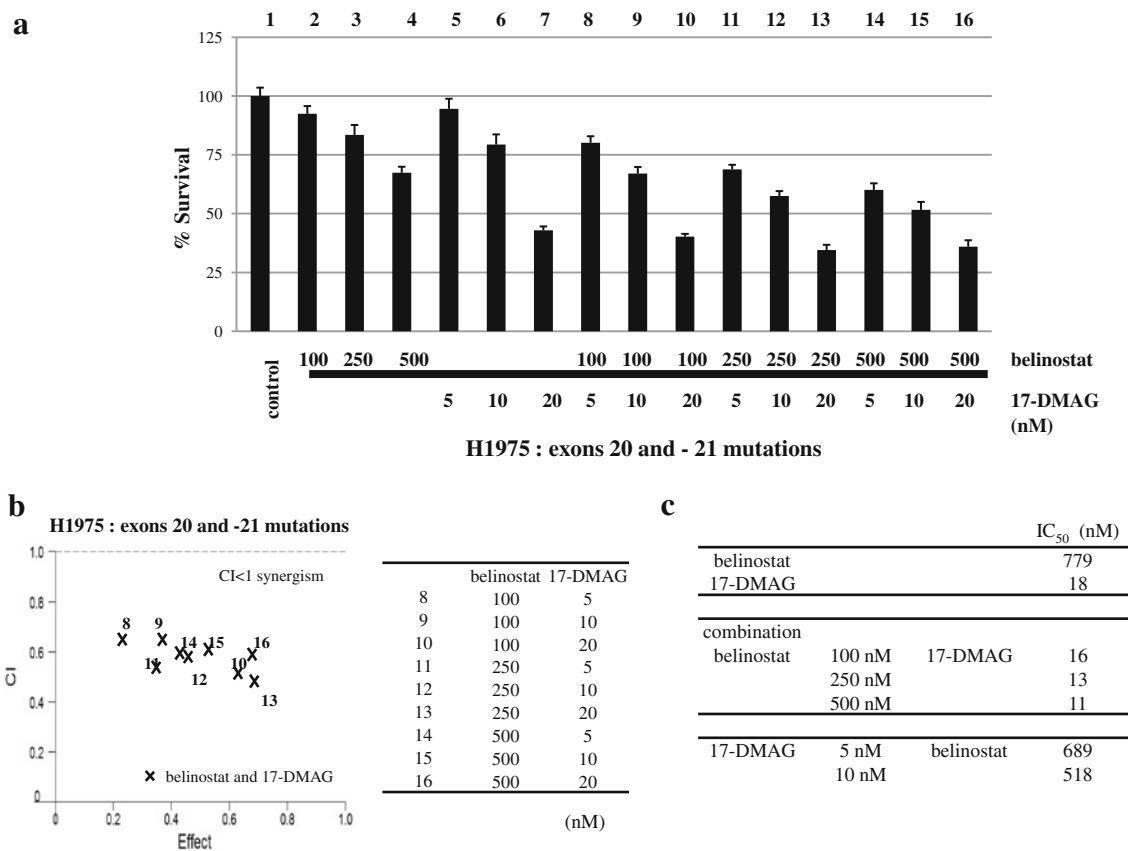 a
1 2 3 4 5 6 7 8 9 10 11 12 13 14 15 16
125
100
75
50
25
0
% Survival
control
100 250 500 100 100 100 250 250 250 500 500 500 belinostat
5 10 20 5 10 20 5 10 20 5 10 20 17-DMAG
(nM)
H1975 : exons 20 and - 21 mutations
b
H1975 : exons 20 and -21 mutations
1.0
0.8
0.6
0.4
0.2
0
CI
CI<1 synergism
8 9 14 15 16
11 12 10 13
x belinostat and 17-DMAG
0 0.2 0.4 0.6 0.8 1.0
Effect
belinostat 17-DMAG
8 100 5
9 100 10
10 100 20
11 250 5
12 250 10
13 250 20
14 500 5
15 500 10
16 500 20
(nM)
c
IC50 (nM)
belinostat 779
17-DMAG 18
combination
belinostat 100 nM 17-DMAG 16
250 nM 13
500 nM 11
17-DMAG 5 nM belinostat 689
10 nM 518